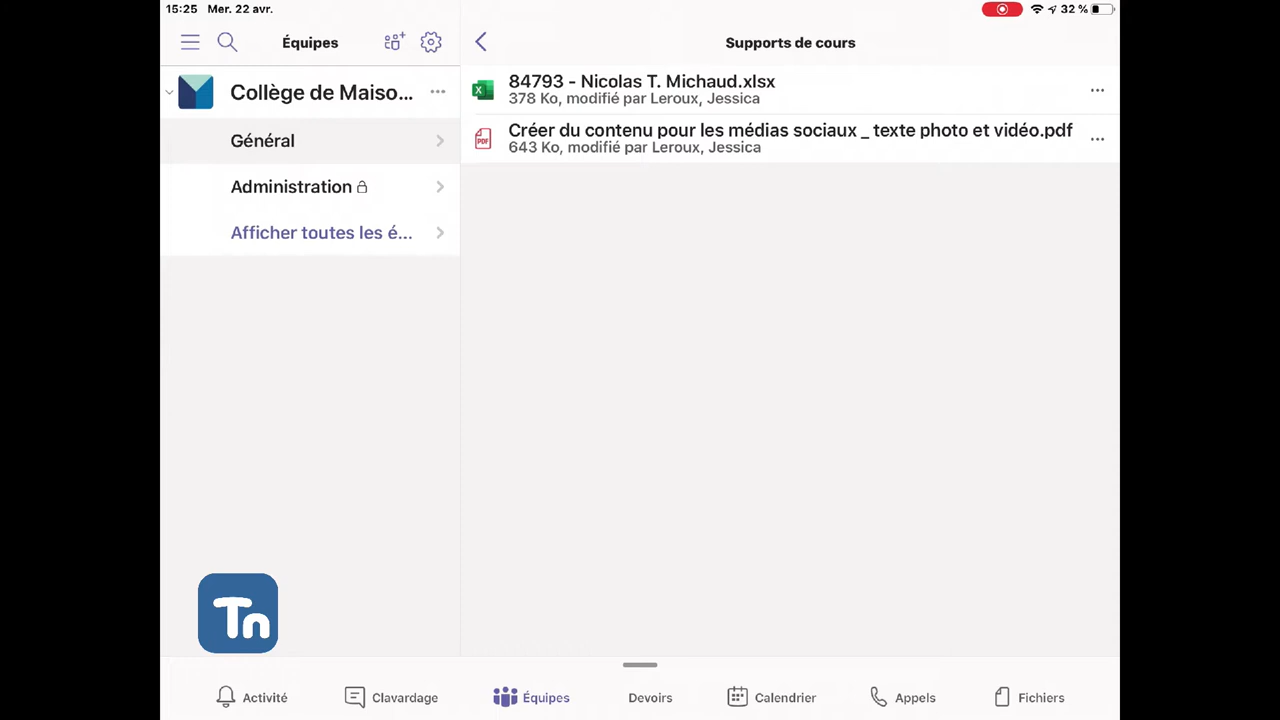 15:25 Mer. 22 avr.
32 %
Équipes
Supports de cours
Collège de Maiso...
Général
Administration
Afficher toutes les é...
84793 - Nicolas T. Michaud.xlsx
378 Ko, modifié par Leroux, Jessica
PDF
Créer du contenu pour les médias sociaux _ texte photo et vidéo.pdf
643 Ko, modifié par Leroux, Jessica
Tn
Activité
Clavardage
Équipes
Devoirs
Calendrier
Appels
Fichiers